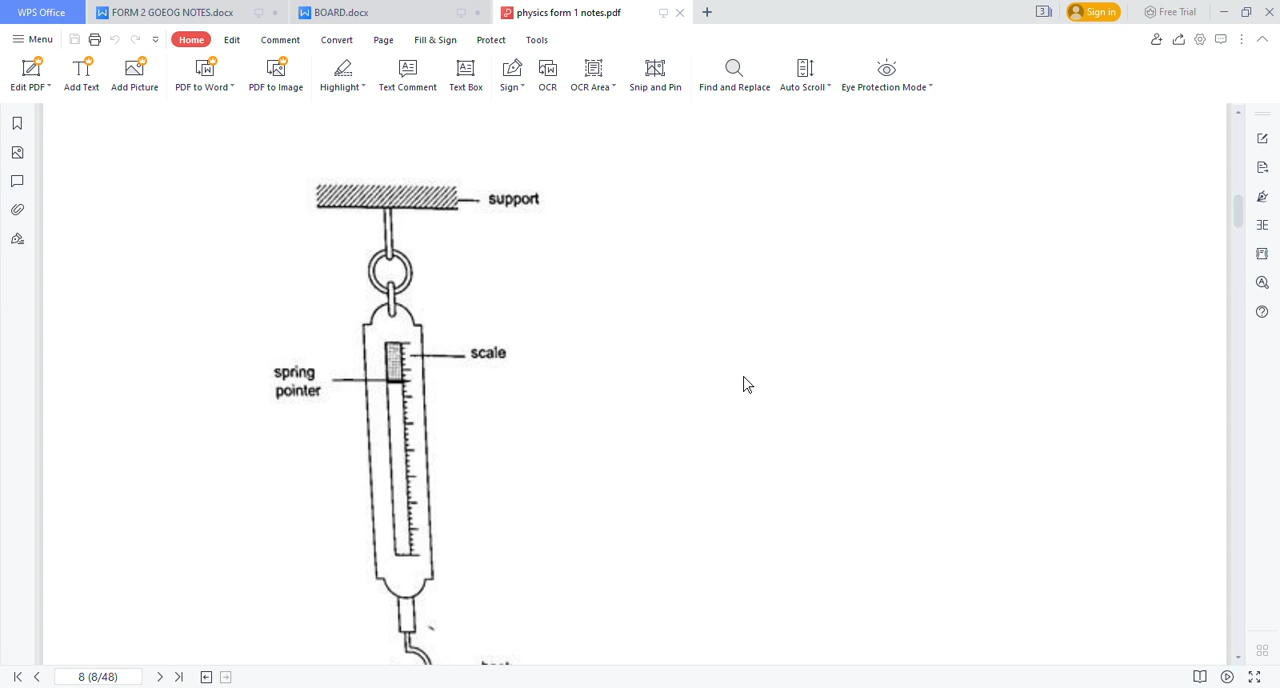 WPS Office FORM 2 GOEOG NOTES.docx BOARD.docx physics form 1 notes.pdf 3 Sign in Free Trial
Menu Home Edit Comment Convert Page Fill & Sign Protect Tools
Edit PDF Add Text Add Picture PDF to Word PDF to Image Highlight Text Comment Text Box Sign OCR OCR Area Snip and Pin Find and Replace Auto Scroll Eye Protection Mode
support
scale
spring
pointer
8 (8/48)